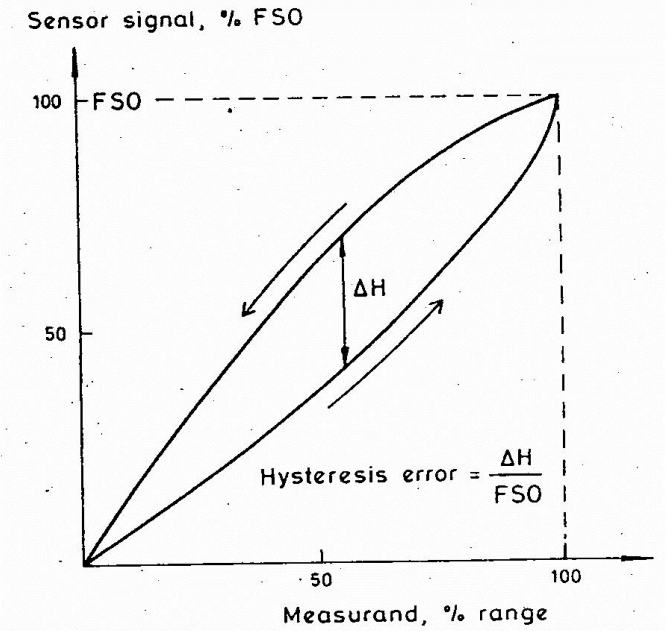 Sensor signal, % FSO
100
FSO
50
ΔH
Hysteresis error = ΔH
FSO
50
100
Measurand, % range